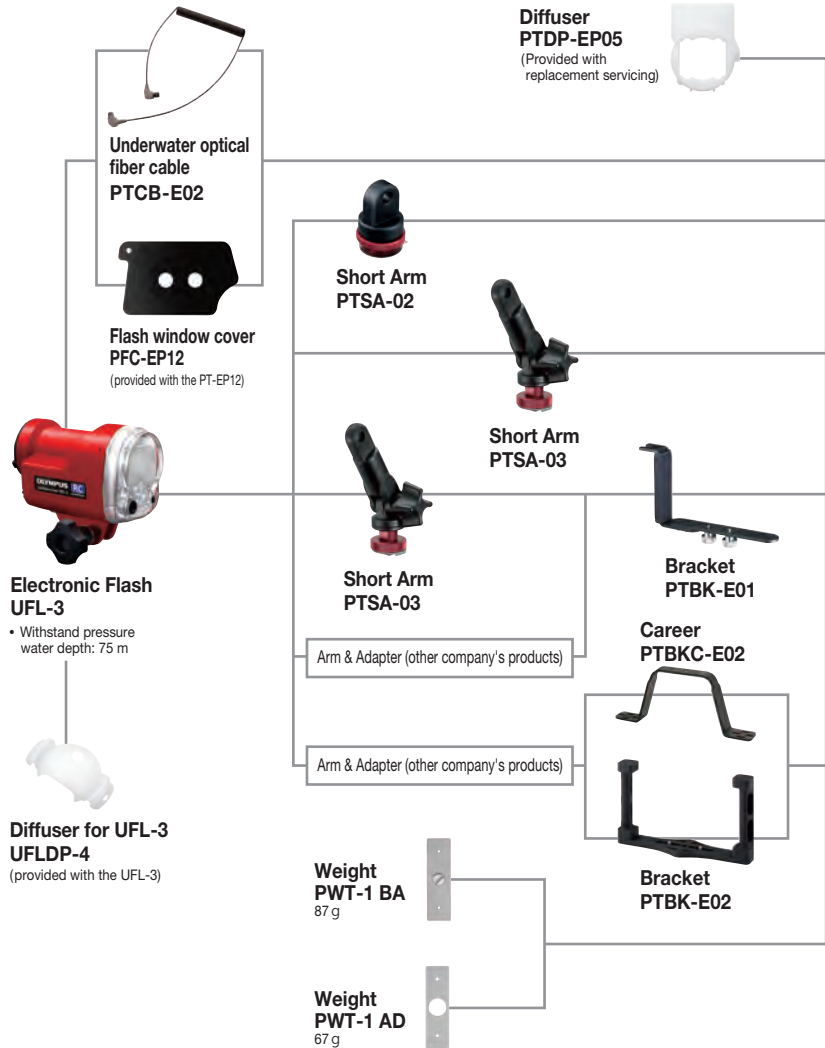 Diffuser
PTDP-EP05
(Provided with
replacement servicing)
Underwater optical
fiber cable
PTCB-E02
Short Arm
PTSA-02
Flash window cover
PFC-EP12
(provided with the PT-EP12)
Short Arm
PTSA-03
OLYMPUS RC
Electronic Flash
UFL-3
• Withstand pressure
water depth: 75 m
Short Arm
PTSA-03
Bracket
PTBK-E01
Career
PTBKC-E02
Arm & Adapter (other company's products)
Arm & Adapter (other company's products)
Diffuser for UFL-3
UFLDP-4
(provided with the UFL-3)
Weight
PWT-1 BA
87 g
Bracket
PTBK-E02
Weight
PWT-1 AD
67 g